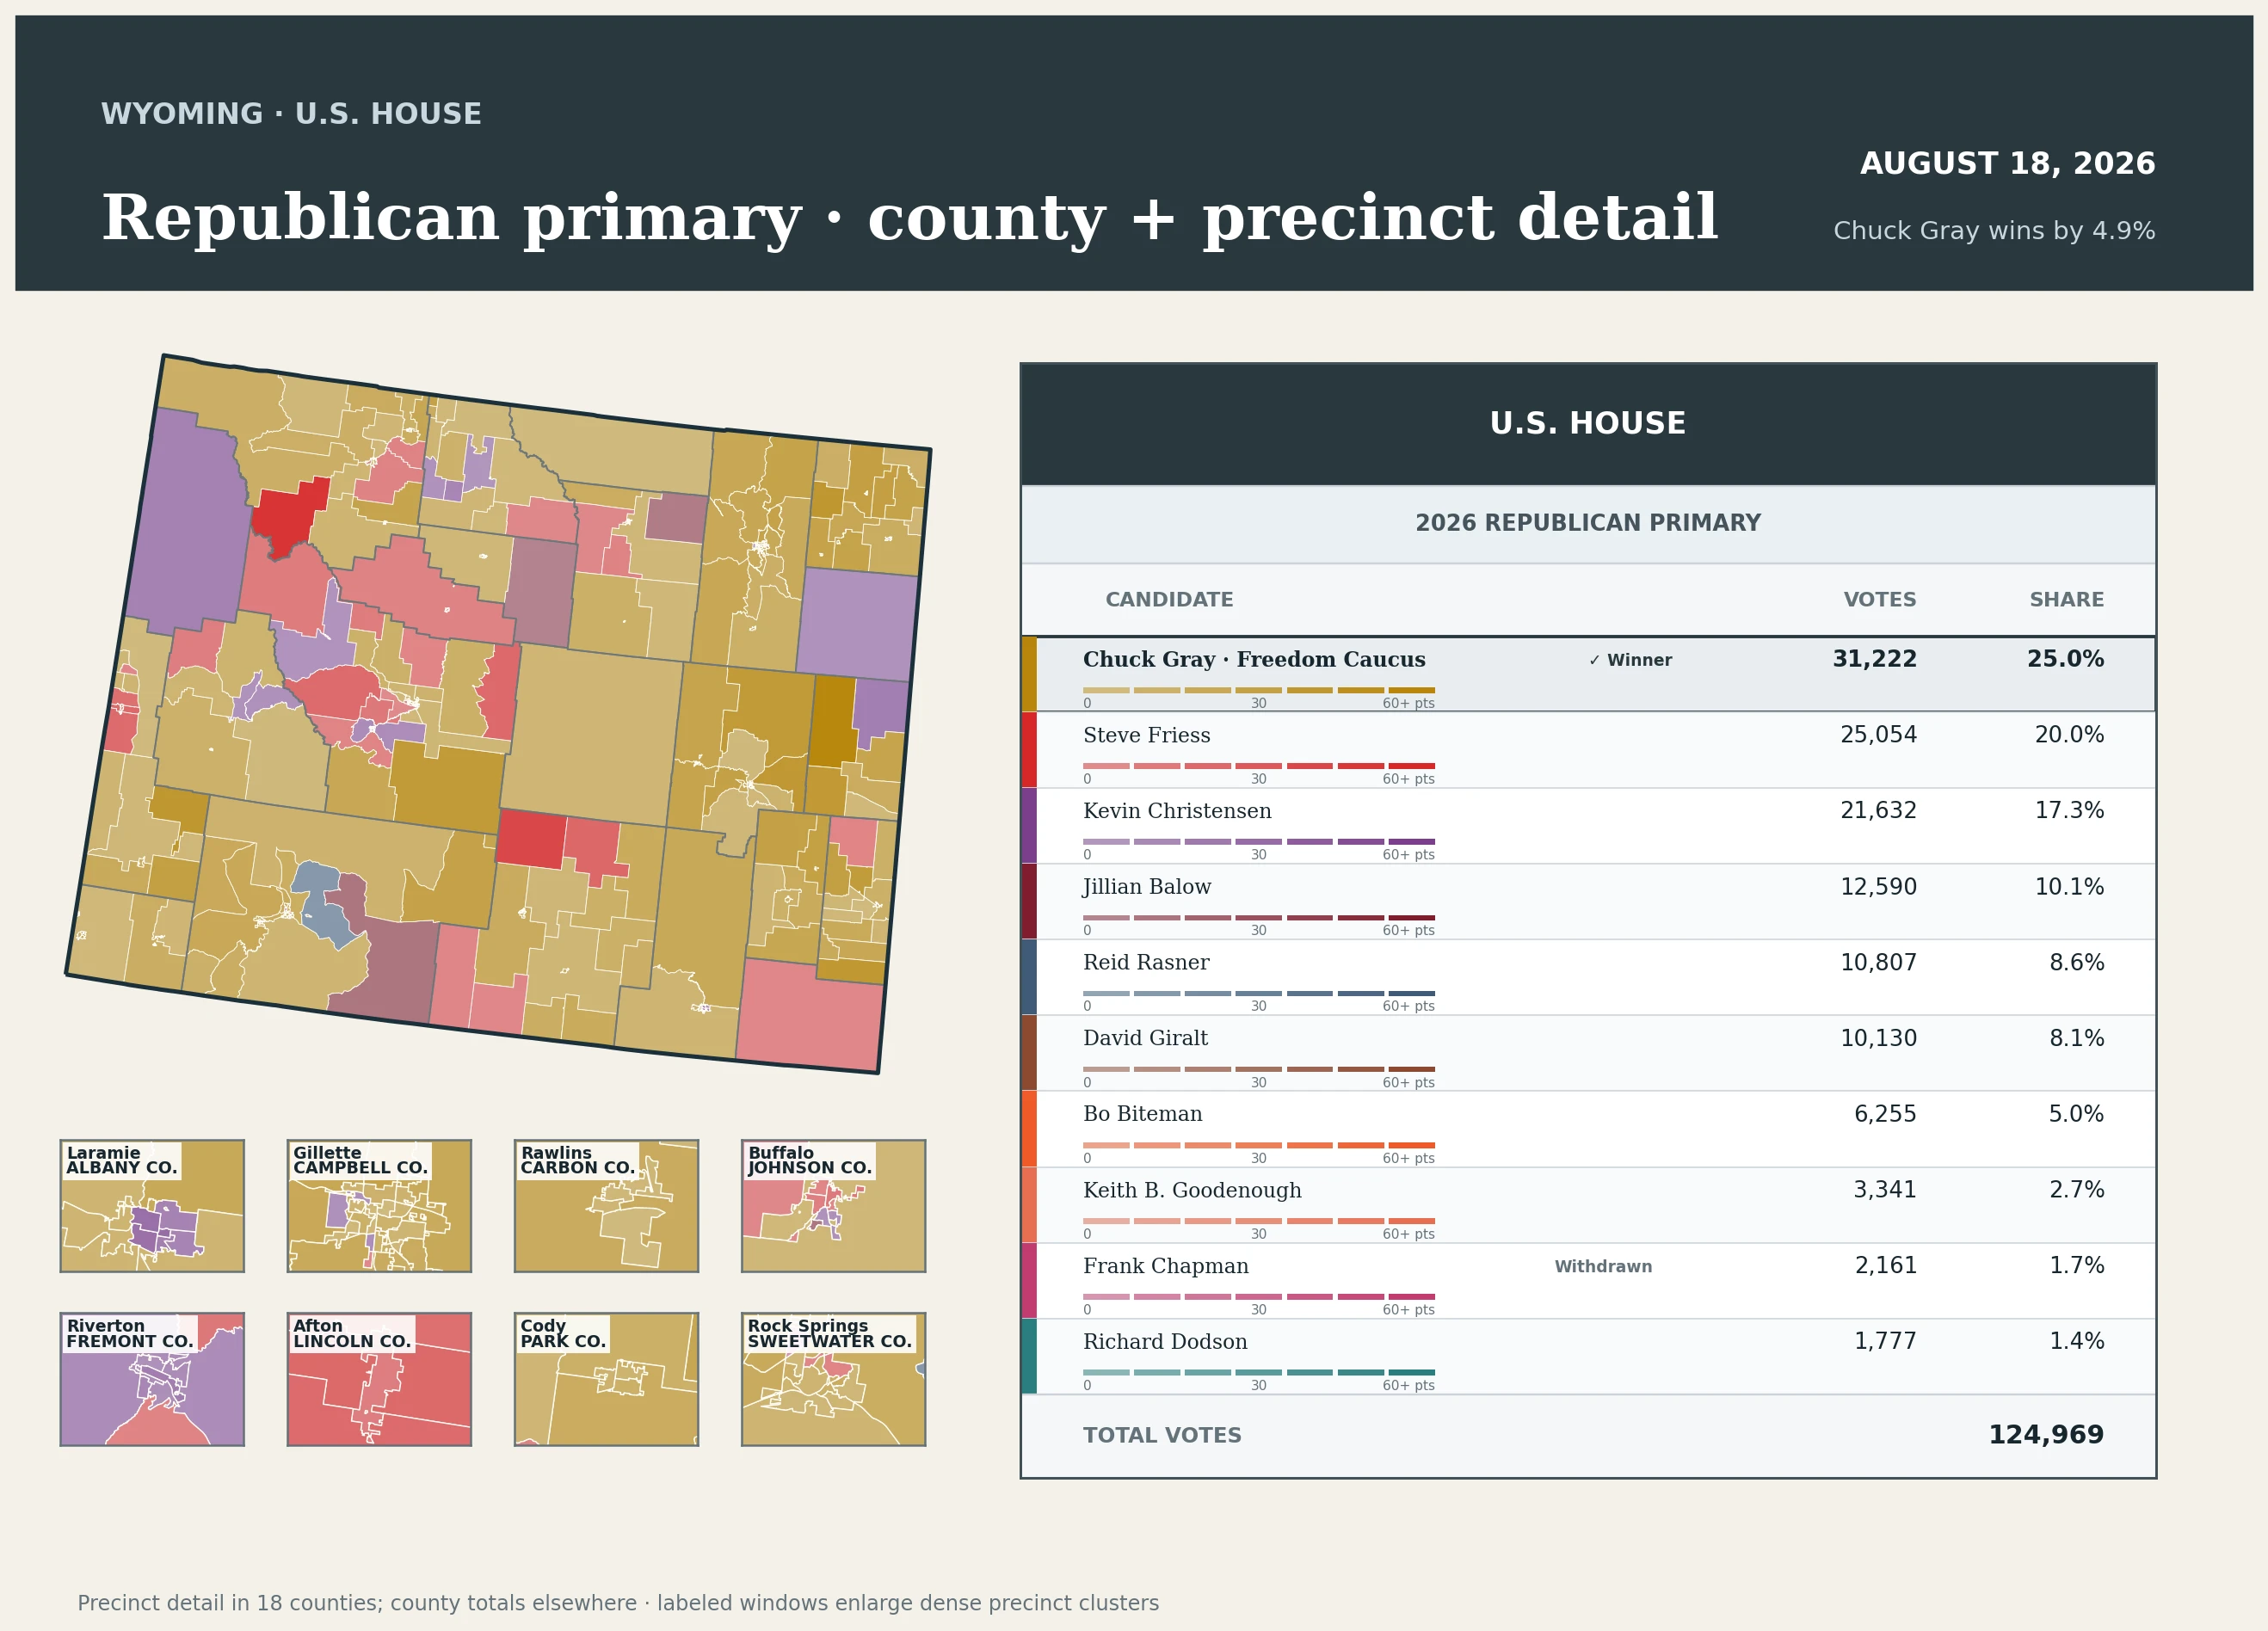 WYOMING · U.S. HOUSE
Republican primary · county + precinct detail
AUGUST 18, 2026
Chuck Gray wins by 4.9%
U.S. HOUSE
2026 REPUBLICAN PRIMARY
CANDIDATE VOTES SHARE
Chuck Gray · Freedom Caucus ✓ Winner 31,222 25.0%
0 30 60+ pts
Steve Friess 25,054 20.0%
0 30 60+ pts
Kevin Christensen 21,632 17.3%
0 30 60+ pts
Jillian Balow 12,590 10.1%
0 30 60+ pts
Reid Rasner 10,807 8.6%
0 30 60+ pts
David Giralt 10,130 8.1%
0 30 60+ pts
Bo Biteman 6,255 5.0%
0 30 60+ pts
Keith B. Goodenough 3,341 2.7%
0 30 60+ pts
Frank Chapman Withdrawn 2,161 1.7%
0 30 60+ pts
Richard Dodson 1,777 1.4%
0 30 60+ pts
TOTAL VOTES 124,969
Laramie
ALBANY CO.
Gillette
CAMPBELL CO.
Rawlins
CARBON CO.
Buffalo
JOHNSON CO.
Riverton
FREMONT CO.
Afton
LINCOLN CO.
Cody
PARK CO.
Rock Springs
SWEETWATER CO.
Precinct detail in 18 counties; county totals elsewhere · labeled windows enlarge dense precinct clusters